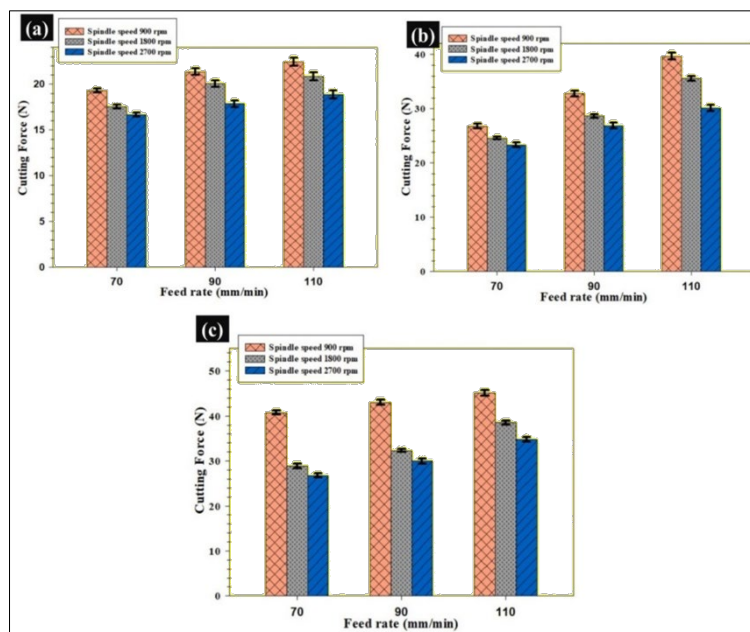 (a)
Spindle speed 900 rpm
Spindle speed 1800 rpm
Spindle speed 2700 rpm
Cutting Force (N)
20
15
10
5
0
70
90
110
Feed rate (mm/min)
(b)
Spindle speed 900 rpm
Spindle speed 1800 rpm
Spindle speed 2700 rpm
Cutting Force (N)
40
30
20
10
0
70
90
110
Feed rate (mm/min)
(c)
Spindle speed 900 rpm
Spindle speed 1800 rpm
Spindle speed 2700 rpm
Cutting Force (N)
50
40
30
20
10
0
70
90
110
Feed rate (mm/min)